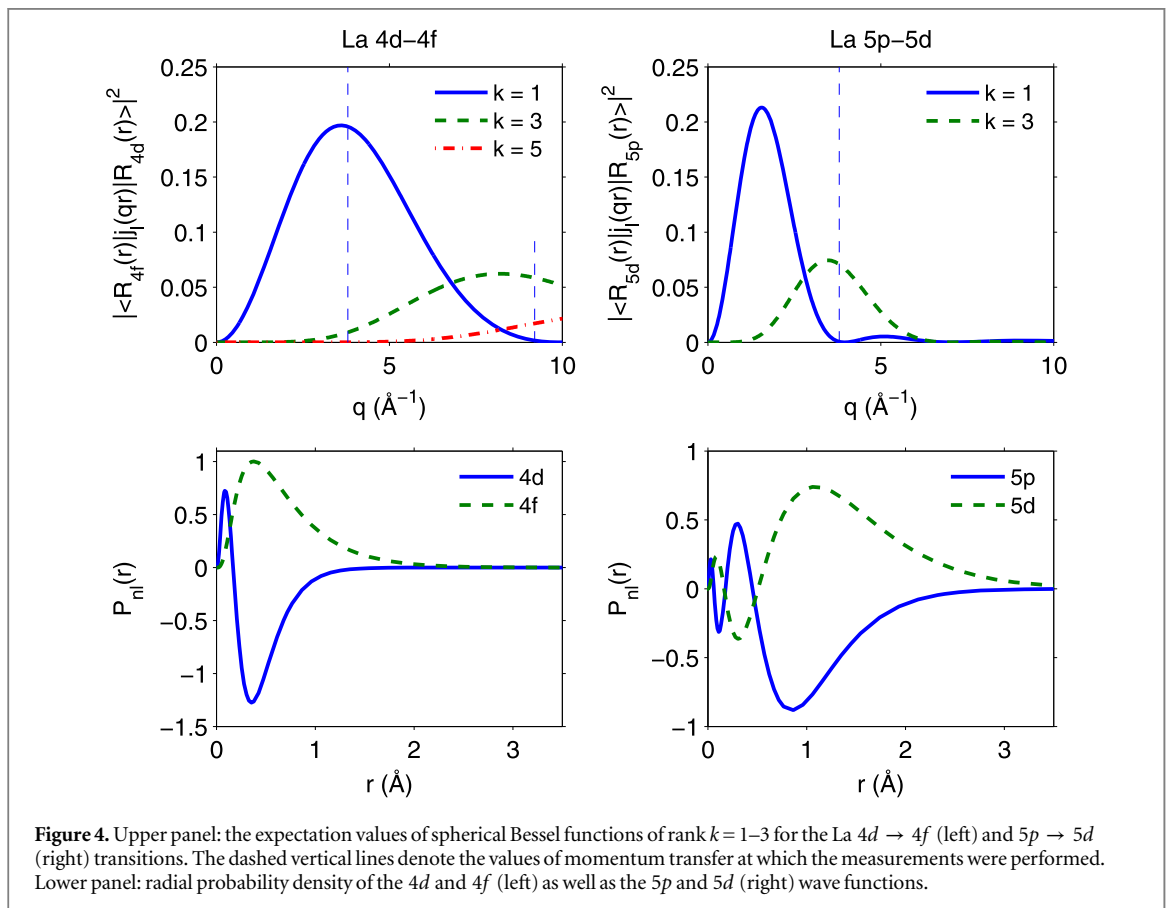 La 4d−4f
0.25
0.2
0.15
0.1
0.05
0
|<R4f(r)|jl(qr)|R4d(r)>|2
k = 1
k = 3
k = 5
0
5
10
q (Å−1)
La 5p−5d
0.25
0.2
0.15
0.1
0.05
0
|<R5d(r)|jl(qr)|R5p(r)>|2
k = 1
k = 3
0
5
10
q (Å−1)
1
0.5
0
−0.5
−1
−1.5
Pnl(r)
4d
4f
0
1
2
3
r (Å)
1
0.5
0
−0.5
−1
Pnl(r)
5p
5d
0
1
2
3
r (Å)
Figure 4. Upper panel: the expectation values of spherical Bessel functions of rank k = 1–3 for the La 4d → 4f (left) and 5p → 5d
(right) transitions. The dashed vertical lines denote the values of momentum transfer at which the measurements were performed.
Lower panel: radial probability density of the 4d and 4f (left) as well as the 5p and 5d (right) wave functions.